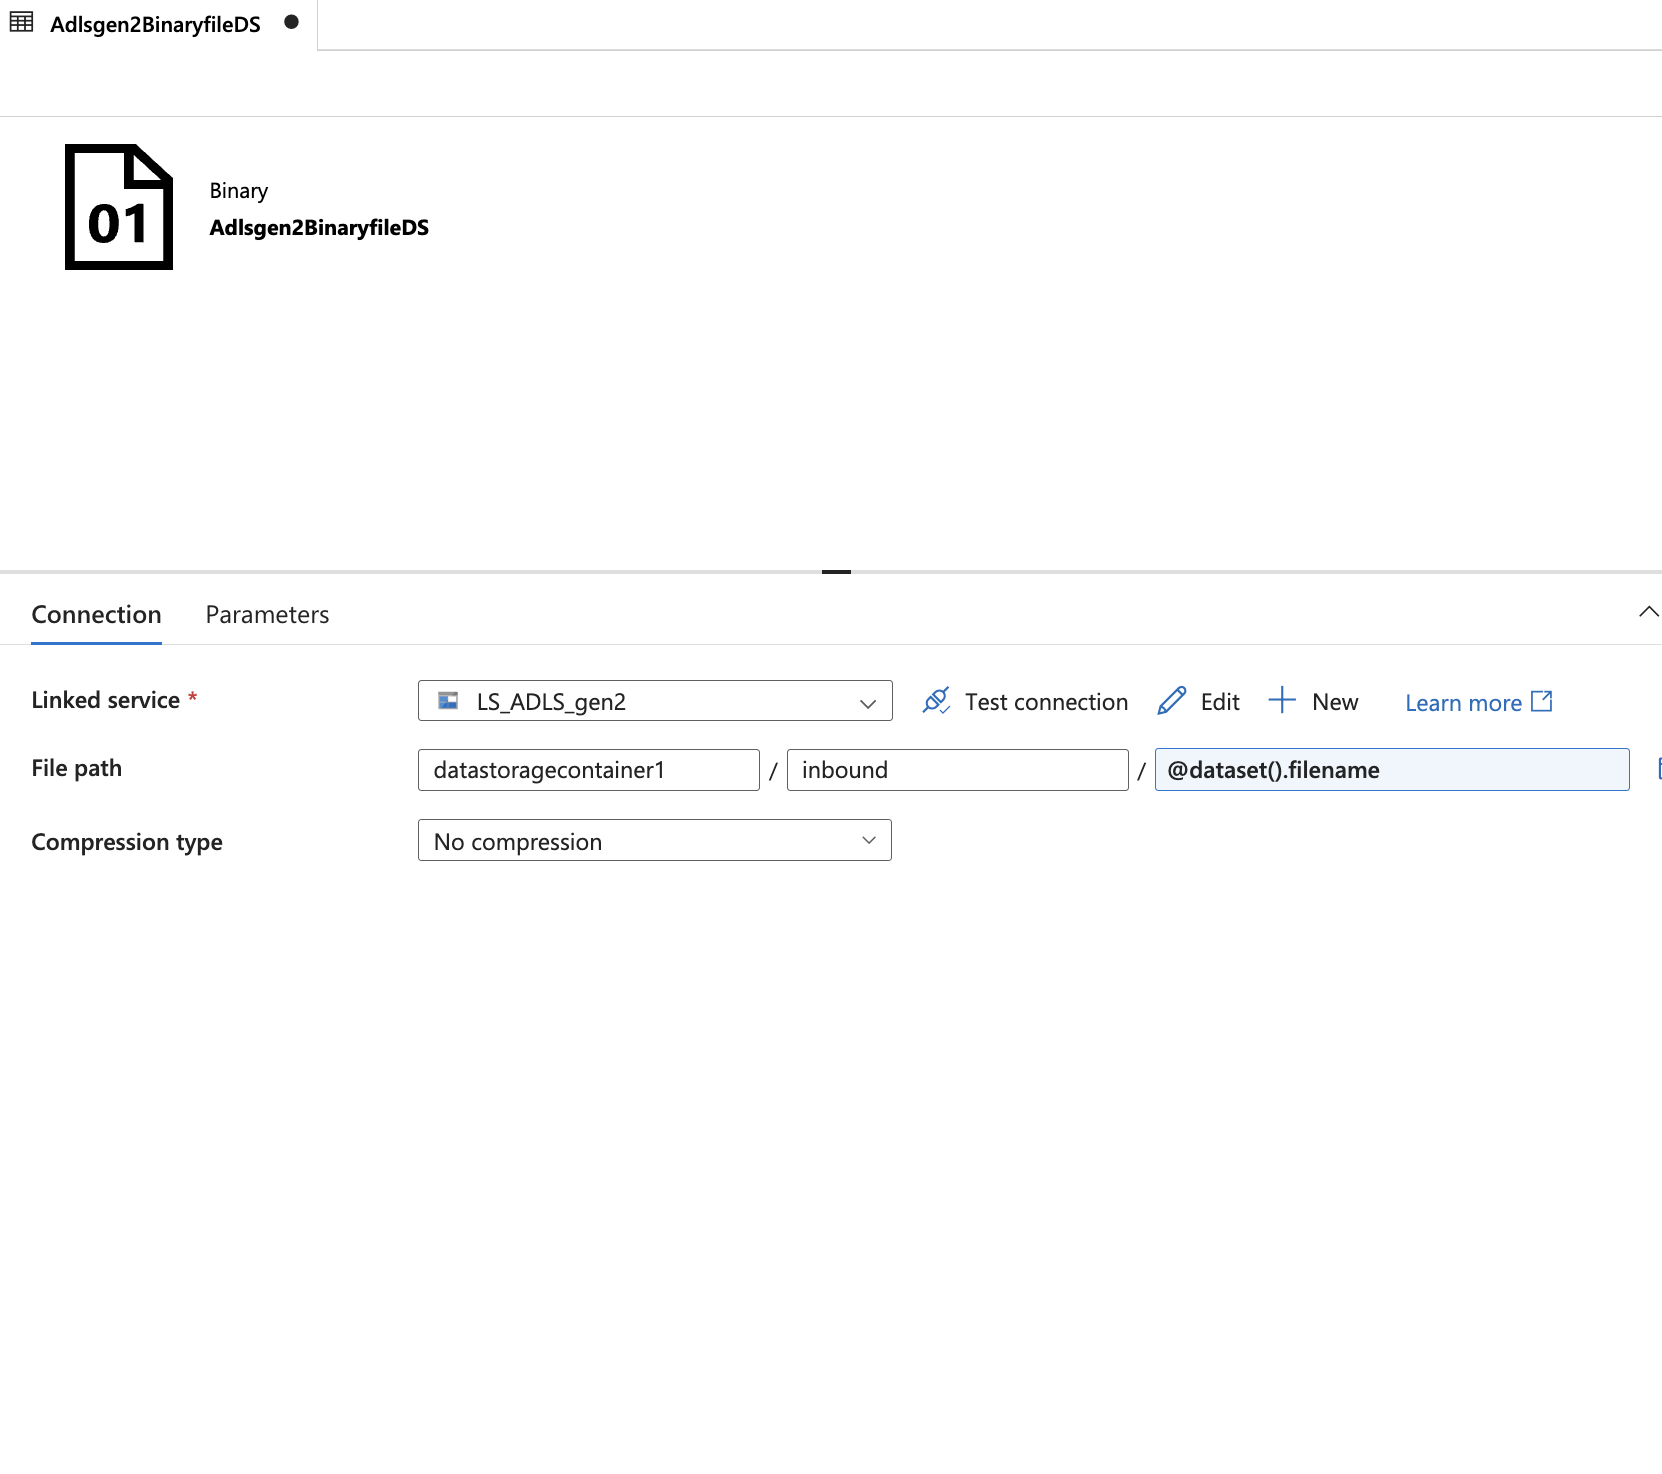 Adlsgen2BinaryfileDS
01
Binary
Adlsgen2BinaryfileDS
Connection Parameters
Linked service * LS_ADLS_gen2 Test connection Edit New Learn more
File path datastoragecontainer1 / inbound / @dataset().filename
Compression type No compression